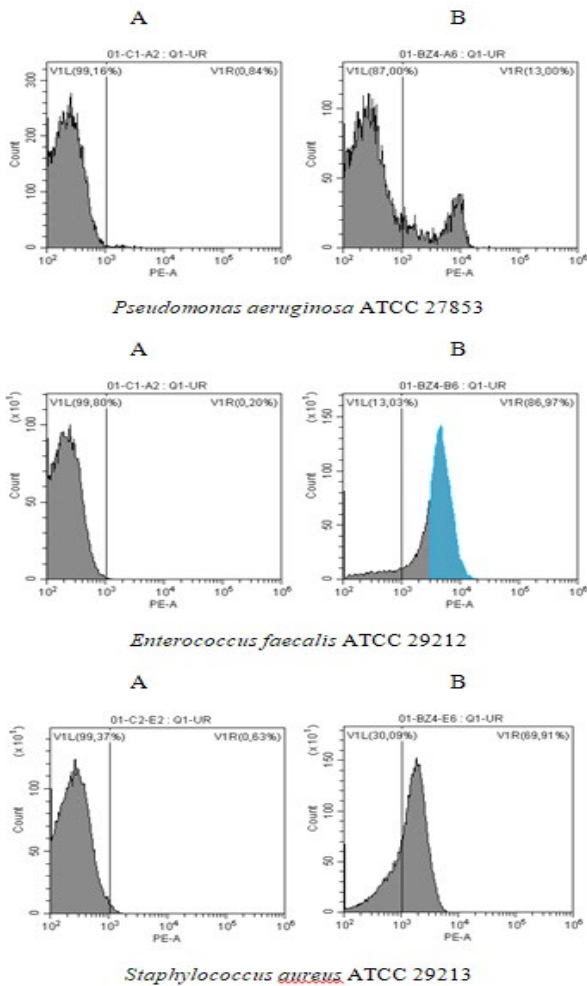 A B
01-C1-A2 : Q1-UR 01-BZ4-A6 : Q1-UR
V1L(99,16%) V1R(0,84%) V1L(87,00%) V1R(13,00%)
Count 0 100 200 300 Count 0 50 100
10² 10³ 10⁴ 10⁵ 10⁶ 10² 10³ 10⁴ 10⁵ 10⁶
PE-A PE-A
Pseudomonas aeruginosa ATCC 27853
A B
01-C1-A2 : Q1-UR 01-BZ4-B6 : Q1-UR
V1L(99,80%) V1R(0,20%) V1L(13,03%) V1R(86,97%)
Count (x10¹) 0 50 100 Count (x10¹) 0 50 100 150
10² 10³ 10⁴ 10⁵ 10⁶ 10² 10³ 10⁴ 10⁵ 10⁶
PE-A PE-A
Enterococcus faecalis ATCC 29212
A B
01-C2-E2 : Q1-UR 01-BZ4-E6 : Q1-UR
V1L(99,37%) V1R(0,63%) V1L(30,09%) V1R(69,91%)
Count (x10¹) 0 50 100 Count (x10¹) 0 50 100 150
10² 10³ 10⁴ 10⁵ 10⁶ 10² 10³ 10⁴ 10⁵ 10⁶
PE-A PE-A
Staphylococcus aureus ATCC 29213